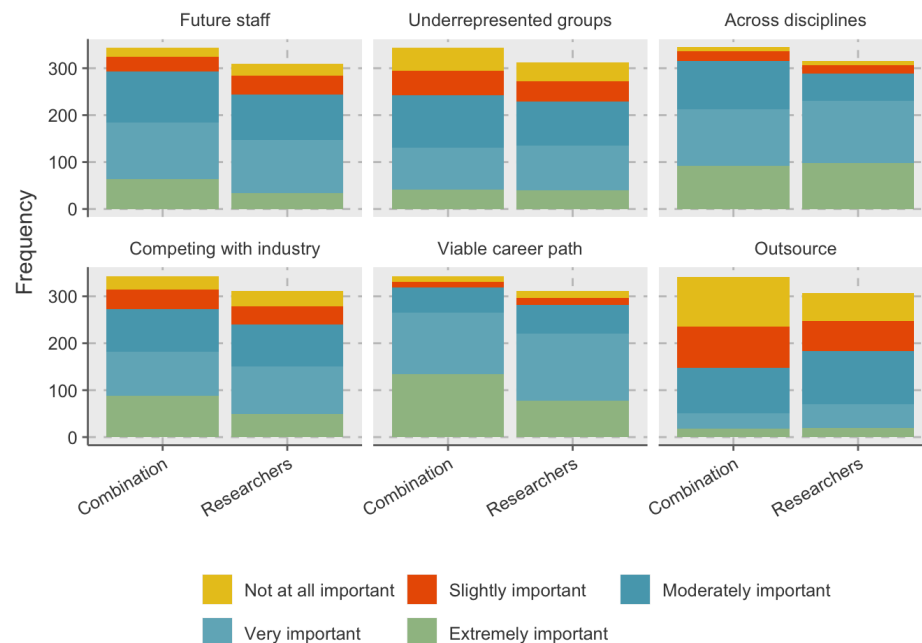 Future staff
Underrepresented groups
Across disciplines
300
200
100
0
Competing with industry
Viable career path
Outsource
300
200
100
0
Frequency
Combination
Researchers
Combination
Researchers
Combination
Researchers
Not at all important
Slightly important
Moderately important
Very important
Extremely important